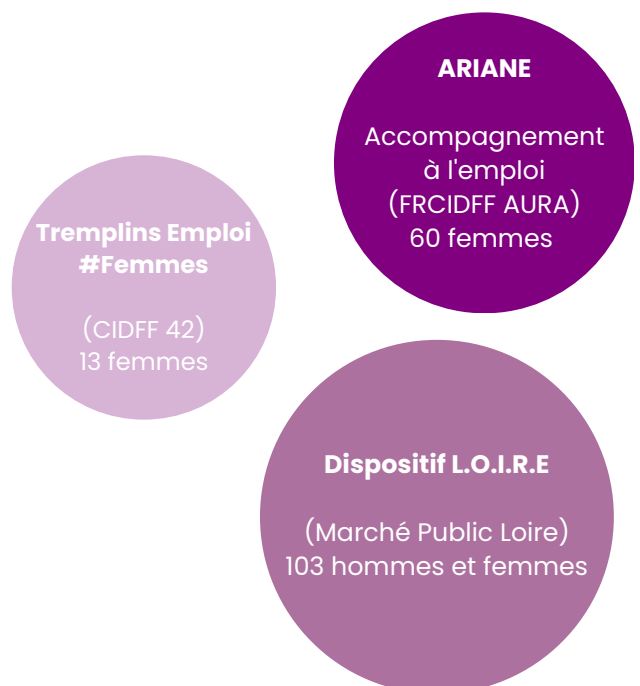 ARIANE
Accompagnement
à l'emploi
(FRCIDFF AURA)
60 femmes
Tremplins Emploi
#Femmes
(CIDFF 42)
13 femmes
Dispositif L.O.I.R.E
(Marché Public Loire)
103 hommes et femmes